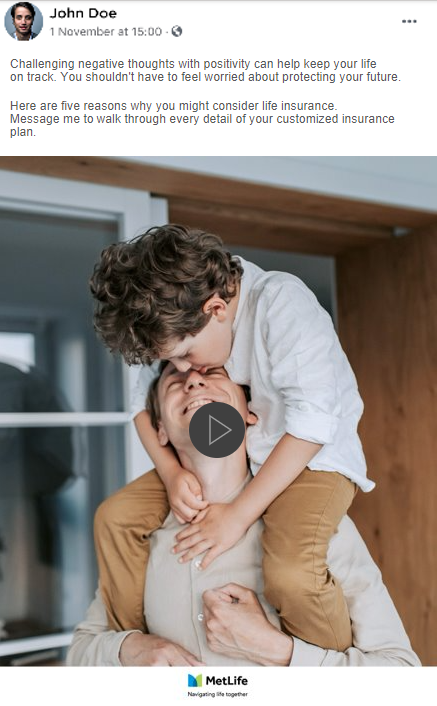 John Doe
1 November at 15:00 ·
Challenging negative thoughts with positivity can help keep your life
on track. You shouldn't have to feel worried about protecting your future.
Here are five reasons why you might consider life insurance.
Message me to walk through every detail of your customized insurance
plan.
MetLife
Navigating life together